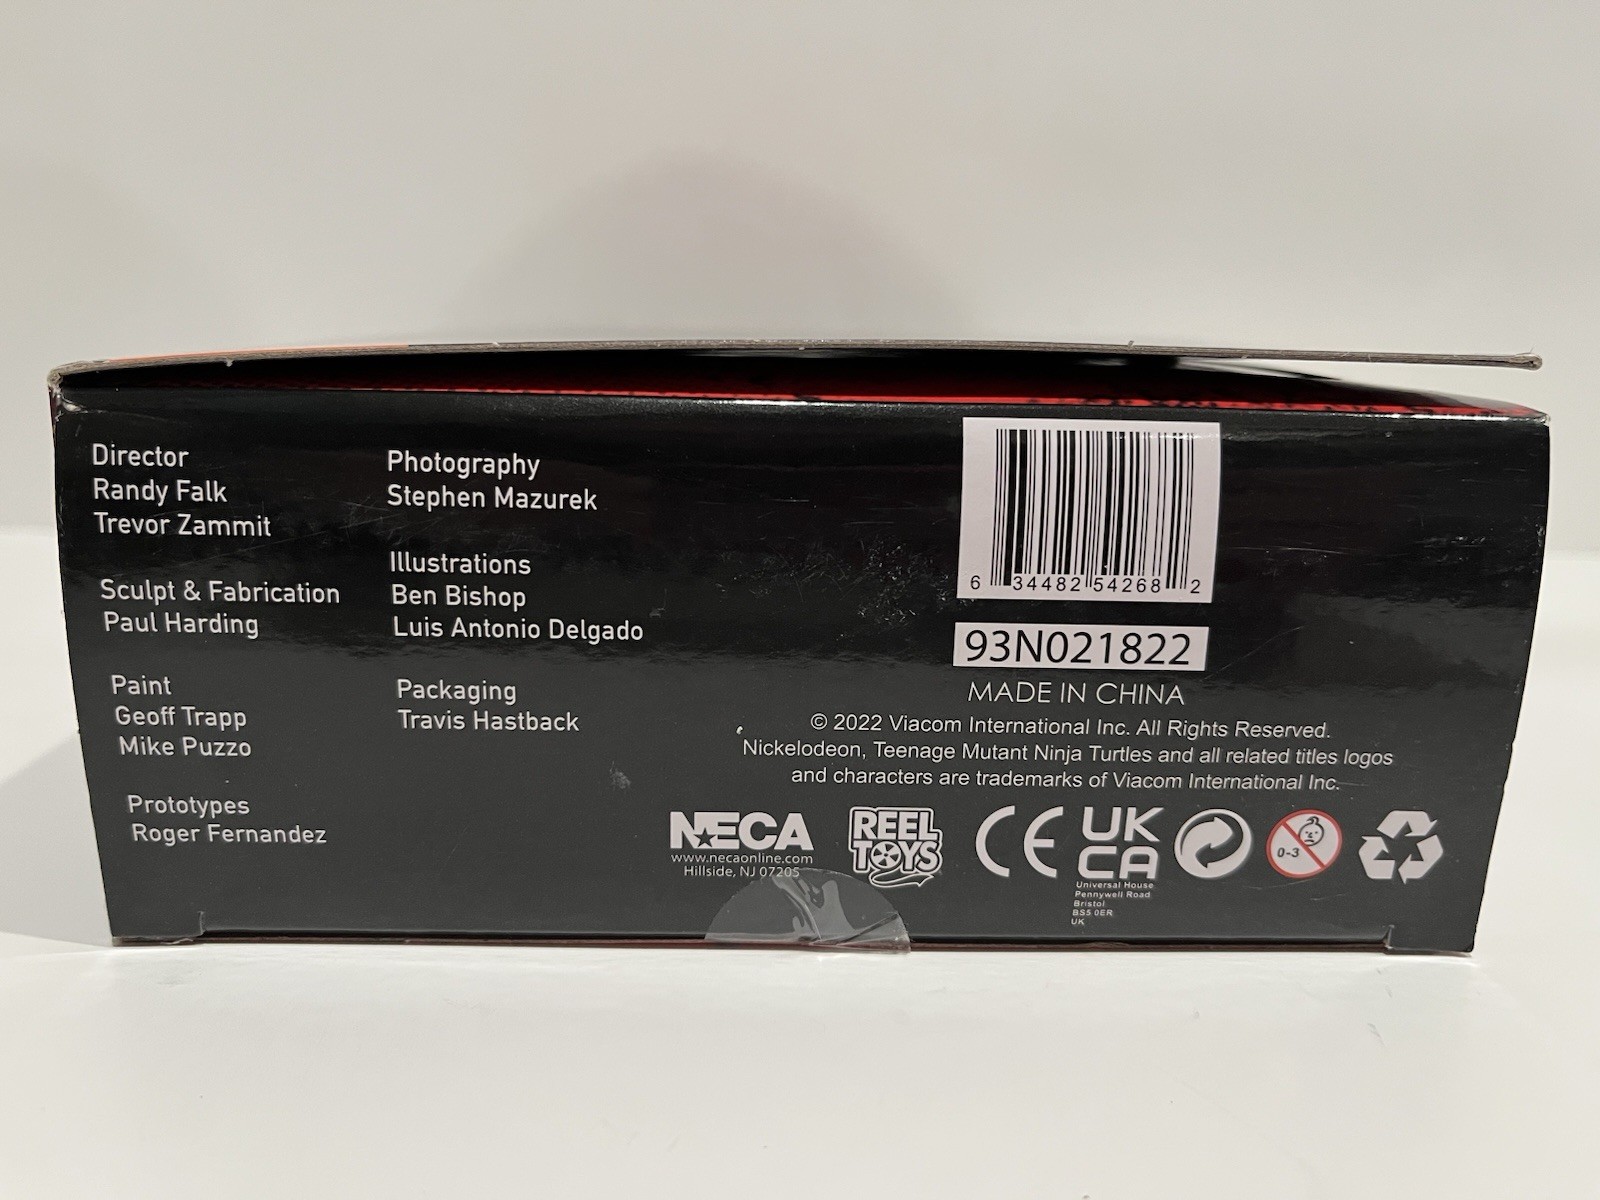 Director
Randy Falk
Trevor Zammit
Sculpt & Fabrication
Paul Harding
Paint
Geoff Trapp
Mike Puzzo
Prototypes
Roger Fernandez
Photography
Stephen Mazurek
Illustrations
Ben Bishop
Luis Antonio Delgado
Packaging
Travis Hastback
6 34482 54268 2
93N021822
MADE IN CHINA
© 2022 Viacom International Inc. All Rights Reserved.
Nickelodeon, Teenage Mutant Ninja Turtles and all related titles logos
and characters are trademarks of Viacom International Inc.
NECA
www.necaonline.com
Hillside, NJ 07205
REEL
TOYS
CE
UK
CA
Universal House
Pennywell Road
Bristol
BS5 0ER
UK
0-3